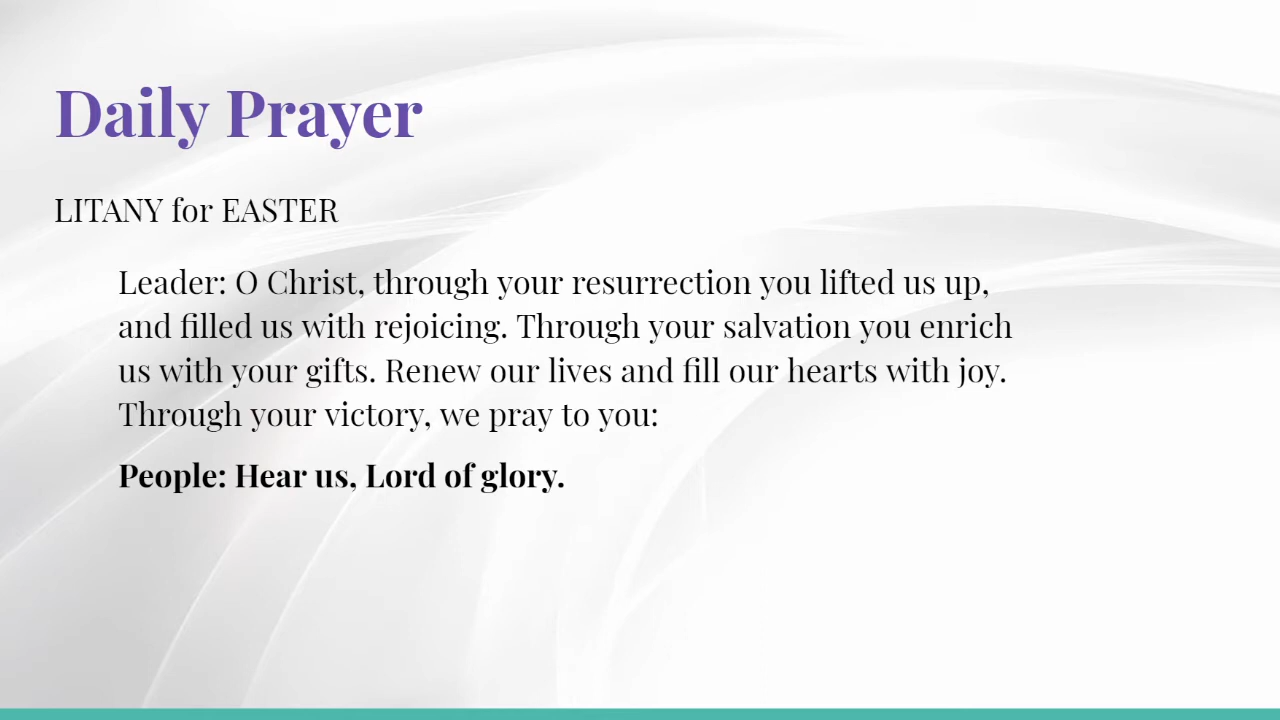 Daily Prayer
LITANY for EASTER
Leader: O Christ, through your resurrection you lifted us up,
and filled us with rejoicing. Through your salvation you enrich
us with your gifts. Renew our lives and fill our hearts with joy.
Through your victory, we pray to you:
People: Hear us, Lord of glory.